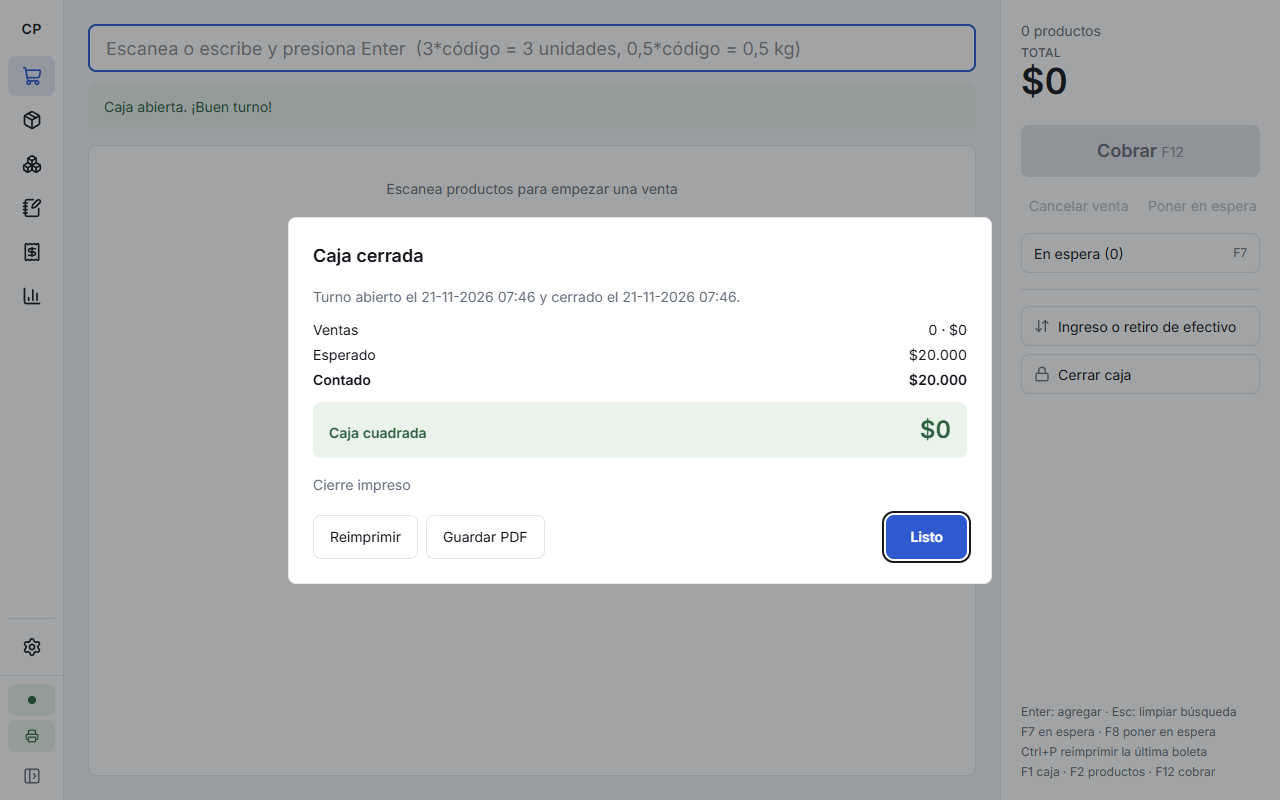 CP
Escanea o escribe y presiona Enter (3*código = 3 unidades, 0,5*código = 0,5 kg)
Caja abierta. ¡Buen turno!
Escanea productos para empezar una venta
Caja cerrada
Turno abierto el 21-11-2026 07:46 y cerrado el 21-11-2026 07:46.
Ventas 0 · $0
Esperado $20.000
Contado $20.000
Caja cuadrada $0
Cierre impreso
Reimprimir Guardar PDF Listo
0 productos
TOTAL
$0
Cobrar F12
Cancelar venta Poner en espera
En espera (0) F7
Ingreso o retiro de efectivo
Cerrar caja
Enter: agregar · Esc: limpiar búsqueda
F7 en espera · F8 poner en espera
Ctrl+P reimprimir la última boleta
F1 caja · F2 productos · F12 cobrar